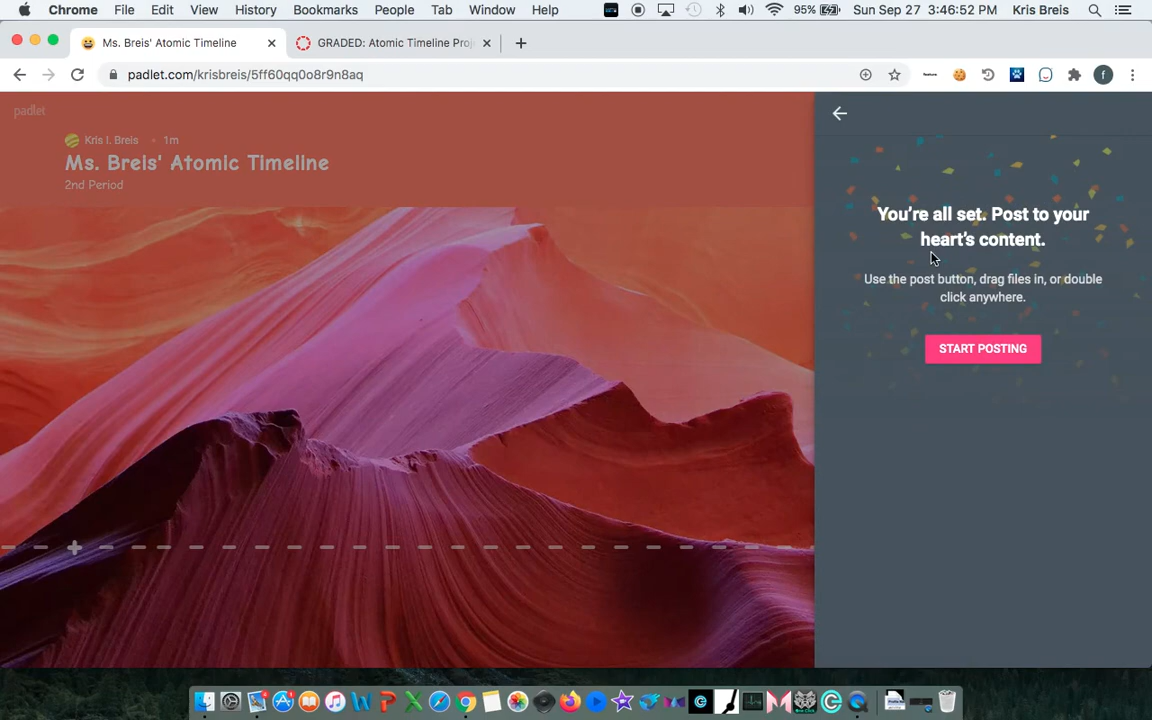 Chrome File Edit View History Bookmarks People Tab Window Help 95% Sun Sep 27 3:46:52 PM Kris Breis
Ms. Breis' Atomic Timeline GRADED: Atomic Timeline Proj
padlet.com/krisbreis/5ff60qq0o8r9n8aq
padlet
Kris I. Breis • 1m
Ms. Breis' Atomic Timeline
2nd Period
You're all set. Post to your
heart's content.
Use the post button, drag files in, or double
click anywhere.
START POSTING